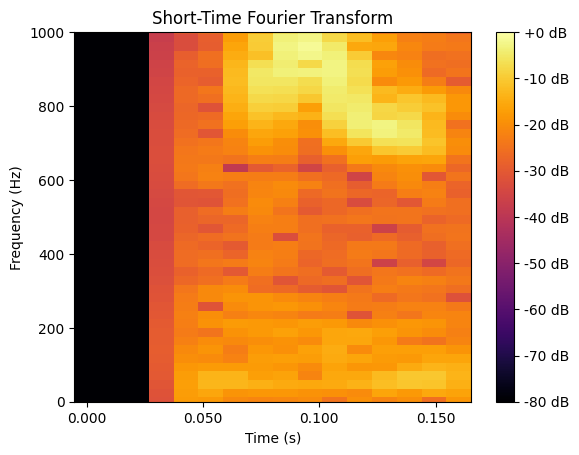 Short-Time Fourier Transform
Frequency (Hz)
1000
800
600
400
200
0
0.000
0.050
0.100
0.150
Time (s)
+0 dB
-10 dB
-20 dB
-30 dB
-40 dB
-50 dB
-60 dB
-70 dB
-80 dB